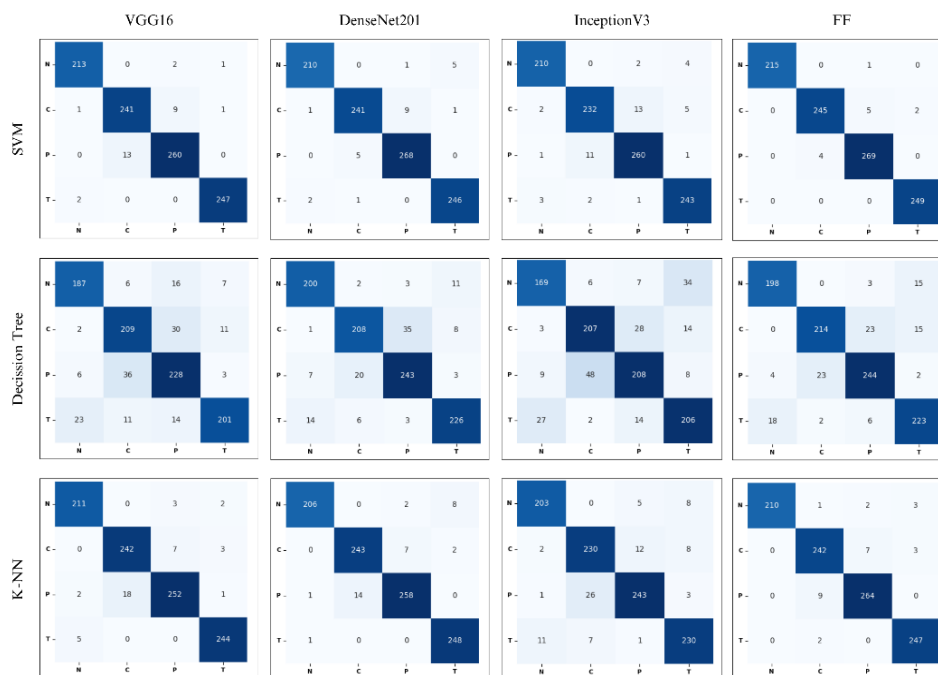 VGG16 DenseNet201 InceptionV3 FF
SVM
N 213 0 2 1 N 210 0 1 5 N 210 0 2 4 N 215 0 1 0
C 1 241 9 1 C 1 241 9 1 C 2 232 13 5 C 0 245 5 2
P 0 13 260 0 P 0 5 268 0 P 1 11 260 1 P 0 4 269 0
T 2 0 0 247 T 2 1 0 246 T 3 2 1 243 T 0 0 0 249
N C P T N C P T N C P T N C P T
Decission Tree
N 187 6 16 7 N 200 2 3 11 N 169 6 7 34 N 198 0 3 15
C 2 209 30 11 C 1 208 35 8 C 3 207 28 14 C 0 214 23 15
P 6 36 228 3 P 7 20 243 3 P 9 48 208 8 P 4 23 244 2
T 23 11 14 201 T 14 6 3 226 T 27 2 14 206 T 18 2 6 223
N C P T N C P T N C P T N C P T
K-NN
N 211 0 3 2 N 206 0 2 8 N 203 0 5 8 N 210 1 2 3
C 0 242 7 3 C 0 243 7 2 C 2 230 12 8 C 0 242 7 3
P 2 18 252 1 P 1 14 258 0 P 1 26 243 3 P 0 9 264 0
T 5 0 0 244 T 1 0 0 248 T 11 7 1 230 T 0 2 0 247
N C P T N C P T N C P T N C P T